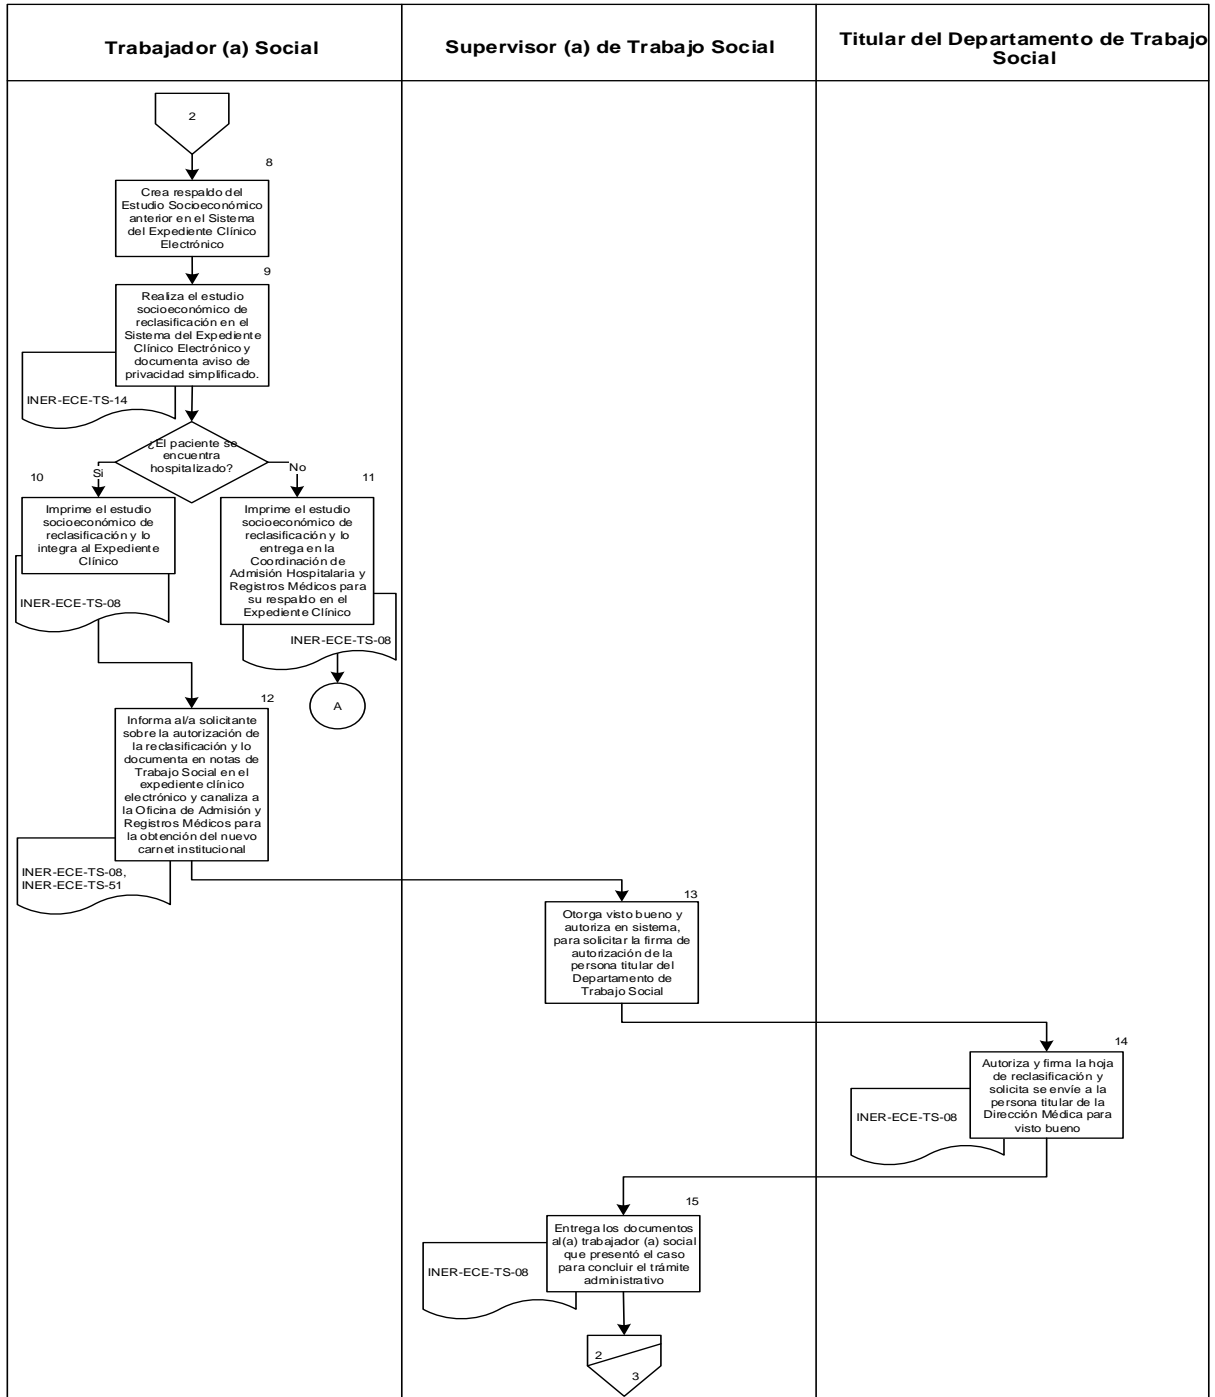 Trabajador (a) Social
Supervisor (a) de Trabajo Social
Titular del Departamento de Trabajo
Social
2
8
Crea respaldo del
Estudio Socioeconómico
anterior en el Sistema
del Expediente Clínico
Electrónico
9
Realiza el estudio
socioeconómico de
reclasificación en el
Sistema del Expediente
Clínico Electrónico y
documenta aviso de
privacidad simplificado.
INER-ECE-TS-14
¿El paciente se
encuentra
hospitalizado?
Si
No
10
Imprime el estudio
socioeconómico de
reclasificación y lo
integra al Expediente
Clínico
INER-ECE-TS-08
11
Imprime el estudio
socioeconómico de
reclasificación y lo
entrega en la
Coordinación de
Admisión Hospitalaria y
Registros Médicos para
su respaldo en el
Expediente Clínico
INER-ECE-TS-08
A
12
Informa al/a solicitante
sobre la autorización de
la reclasificación y lo
documenta en notas de
Trabajo Social en el
expediente clínico
electrónico y canaliza a
la Oficina de Admisión y
Registros Médicos para
la obtención del nuevo
carnet institucional
INER-ECE-TS-08,
INER-ECE-TS-51
13
Otorga visto bueno y
autoriza en sistema,
para solicitar la firma de
autorización de la
persona titular del
Departamento de
Trabajo Social
14
Autoriza y firma la hoja
de reclasificación y
solicita se envíe a la
persona titular de la
Dirección Médica para
visto bueno
INER-ECE-TS-08
15
Entrega los documentos
al(a) trabajador (a) social
que presentó el caso
para concluir el trámite
administrativo
INER-ECE-TS-08
2
3